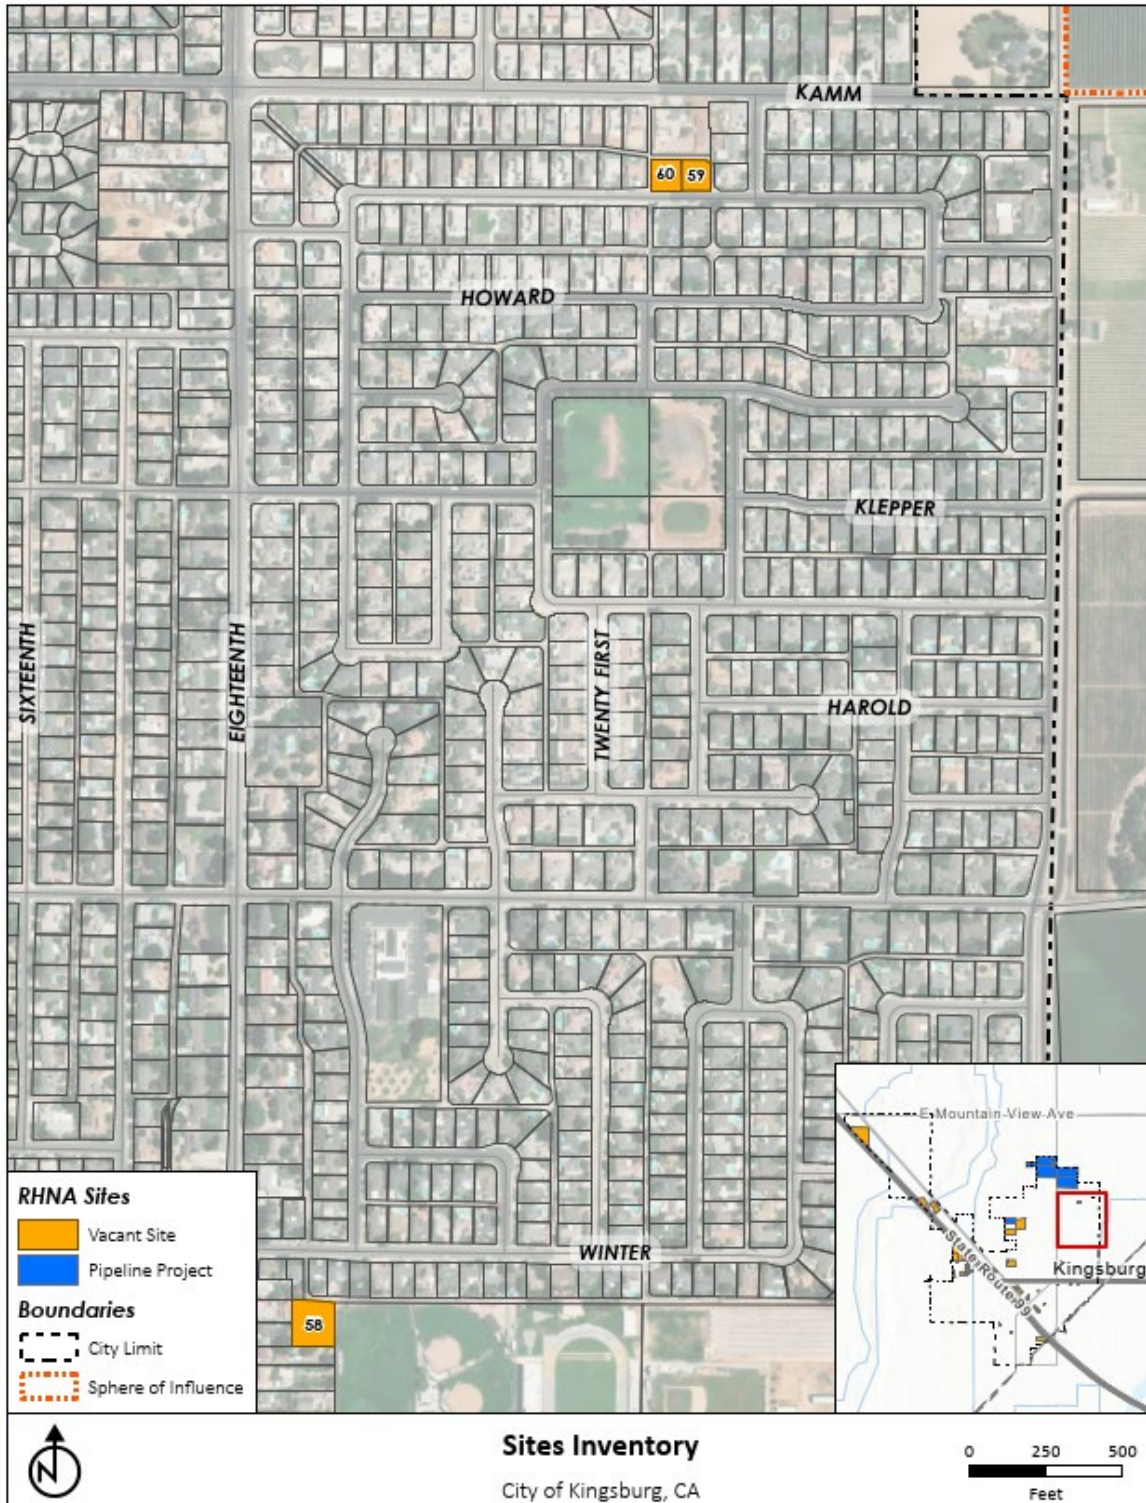 KAMM
60 59
HOWARD
KLEPPER
SIXTEENTH
EIGHTEENTH
TWENTY FIRST
HAROLD
WINTER
58
RHNA Sites
Vacant Site
Pipeline Project
Boundaries
City Limit
Sphere of Influence
E Mountain View Ave
State Route 99
Kingsburg
N
Sites Inventory
City of Kingsburg, CA
0 250 500
Feet